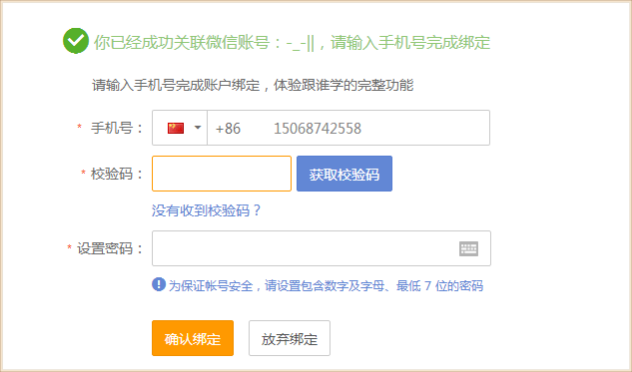 你已经成功关联微信账号：-_-||，请输入手机号完成绑定
请输入手机号完成账户绑定，体验跟谁学的完整功能
* 手机号： +86 15068742558
* 校验码： 获取校验码
没有收到校验码？
* 设置密码：
为保证帐号安全，请设置包含数字及字母、最低 7 位的密码
确认绑定 放弃绑定